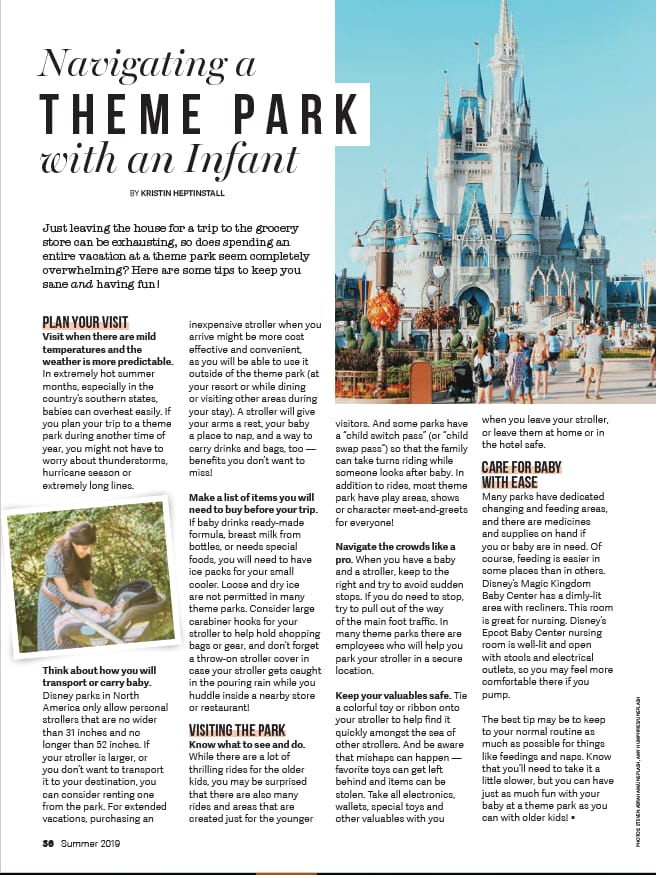 Navigating a
THEME PARK
with an Infant
BY KRISTIN HEPTINSTALL
Just leaving the house for a trip to the grocery
store can be exhausting, so does spending an
entire vacation at a theme park seem completely
overwhelming? Here are some tips to keep you
sane and having fun!
PLAN YOUR VISIT
Visit when there are mild
temperatures and the
weather is more predictable.
In extremely hot summer
months, especially in the
country's southern states,
babies can overheat easily. If
you plan your trip to a theme
park during another time of
year, you might not have to
worry about thunderstorms,
hurricane season or
extremely long lines.
Think about how you will
transport or carry baby.
Disney parks in North
America only allow personal
strollers that are no wider
than 31 inches and no
longer than 52 inches. If
your stroller is larger, or
you don't want to transport
it to your destination, you
can consider renting one
from the park. For extended
vacations, purchasing an
inexpensive stroller when you
arrive might be more cost
effective and convenient,
as you will be able to use it
outside of the theme park (at
your resort or while dining
or visiting other areas during
your stay). A stroller will give
your arms a rest, your baby
a place to nap, and a way to
carry drinks and bags, too —
benefits you don't want to
miss!
Make a list of items you will
need to buy before your trip.
If baby drinks ready-made
formula, breast milk from
bottles, or needs special
foods, you will need to have
ice packs for your small
cooler. Loose and dry ice
are not permitted in many
theme parks. Consider large
carabiner hooks for your
stroller to help hold shopping
bags or gear, and don't forget
a throw-on stroller cover in
case your stroller gets caught
in the pouring rain while you
huddle inside a nearby store
or restaurant!
VISITING THE PARK
Know what to see and do.
While there are a lot of
thrilling rides for the older
kids, you may be surprised
that there are also many
rides and areas that are
created just for the younger
visitors. And some parks have
a "child switch pass" (or "child
swap pass") so that the family
can take turns riding while
someone looks after baby. In
addition to rides, most theme
park have play areas, shows
or character meet-and-greets
for everyone!
Navigate the crowds like a
pro. When you have a baby
and a stroller, keep to the
right and try to avoid sudden
stops. If you do need to stop,
try to pull out of the way
of the main foot traffic. In
many theme parks there are
employees who will help you
park your stroller in a secure
location.
Keep your valuables safe. Tie
a colorful toy or ribbon onto
your stroller to help find it
quickly amongst the sea of
other strollers. And be aware
that mishaps can happen —
favorite toys can get left
behind and items can be
stolen. Take all electronics,
wallets, special toys and
other valuables with you
when you leave your stroller,
or leave them at home or in
the hotel safe.
CARE FOR BABY
WITH EASE
Many parks have dedicated
changing and feeding areas,
and there are medicines
and supplies on hand if
you or baby are in need. Of
course, feeding is easier in
some places than in others.
Disney's Magic Kingdom
Baby Center has a dimly-lit
area with recliners. This room
is great for nursing. Disney's
Epcot Baby Center nursing
room is well-lit and open
with stools and electrical
outlets, so you may feel more
comfortable there if you
pump.
The best tip may be to keep
to your normal routine as
much as possible for things
like feedings and naps. Know
that you'll need to take it a
little slower, but you can have
just as much fun with your
baby at a theme park as you
can with older kids! ▪
36 Summer 2019